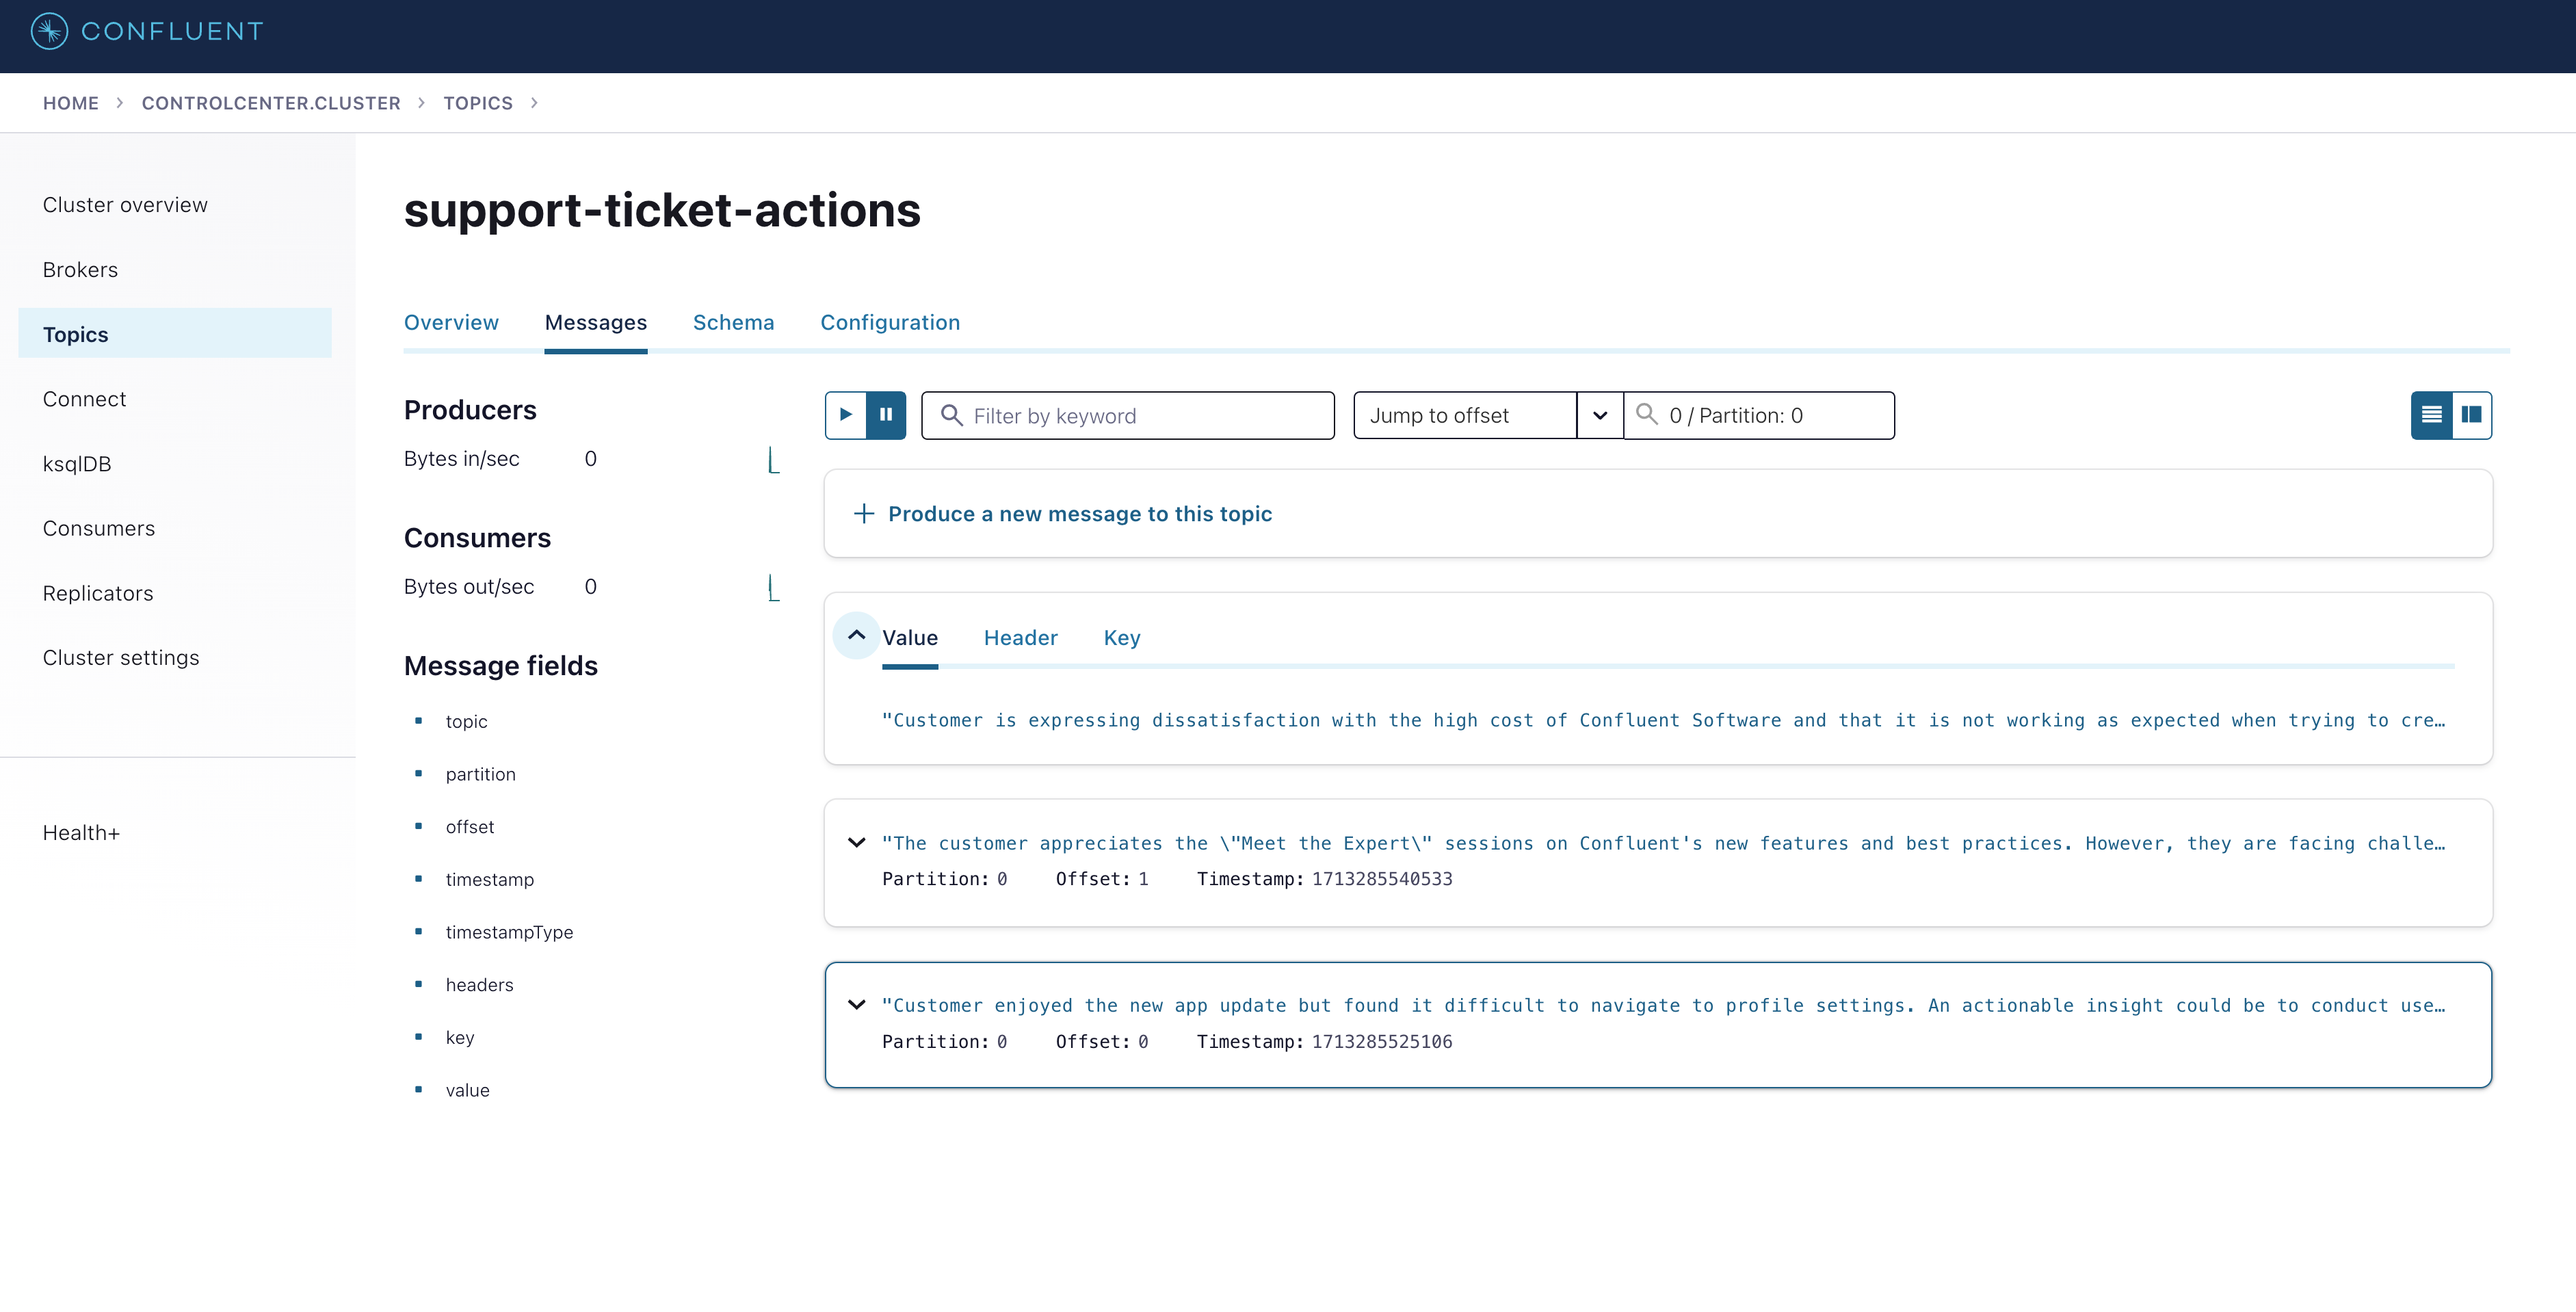 CONFLUENT
HOME > CONTROLCENTER.CLUSTER > TOPICS >
Cluster overview
Brokers
Topics
Connect
ksqlDB
Consumers
Replicators
Cluster settings
Health+
support-ticket-actions
Overview Messages Schema Configuration
Producers
Bytes in/sec 0
Consumers
Bytes out/sec 0
Message fields
topic
partition
offset
timestamp
timestampType
headers
key
value
Filter by keyword
Jump to offset
0 / Partition: 0
+ Produce a new message to this topic
Value Header Key
"Customer is expressing dissatisfaction with the high cost of Confluent Software and that it is not working as expected when trying to cre…
"The customer appreciates the \"Meet the Expert\" sessions on Confluent's new features and best practices. However, they are facing challe…
Partition: 0 Offset: 1 Timestamp: 1713285540533
"Customer enjoyed the new app update but found it difficult to navigate to profile settings. An actionable insight could be to conduct use…
Partition: 0 Offset: 0 Timestamp: 1713285525106